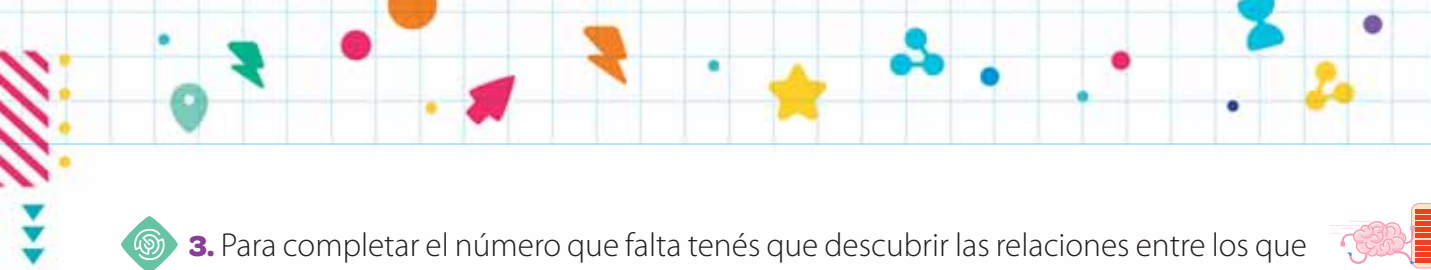 3. Para completar el número que falta tenés que descubrir las relaciones entre los que